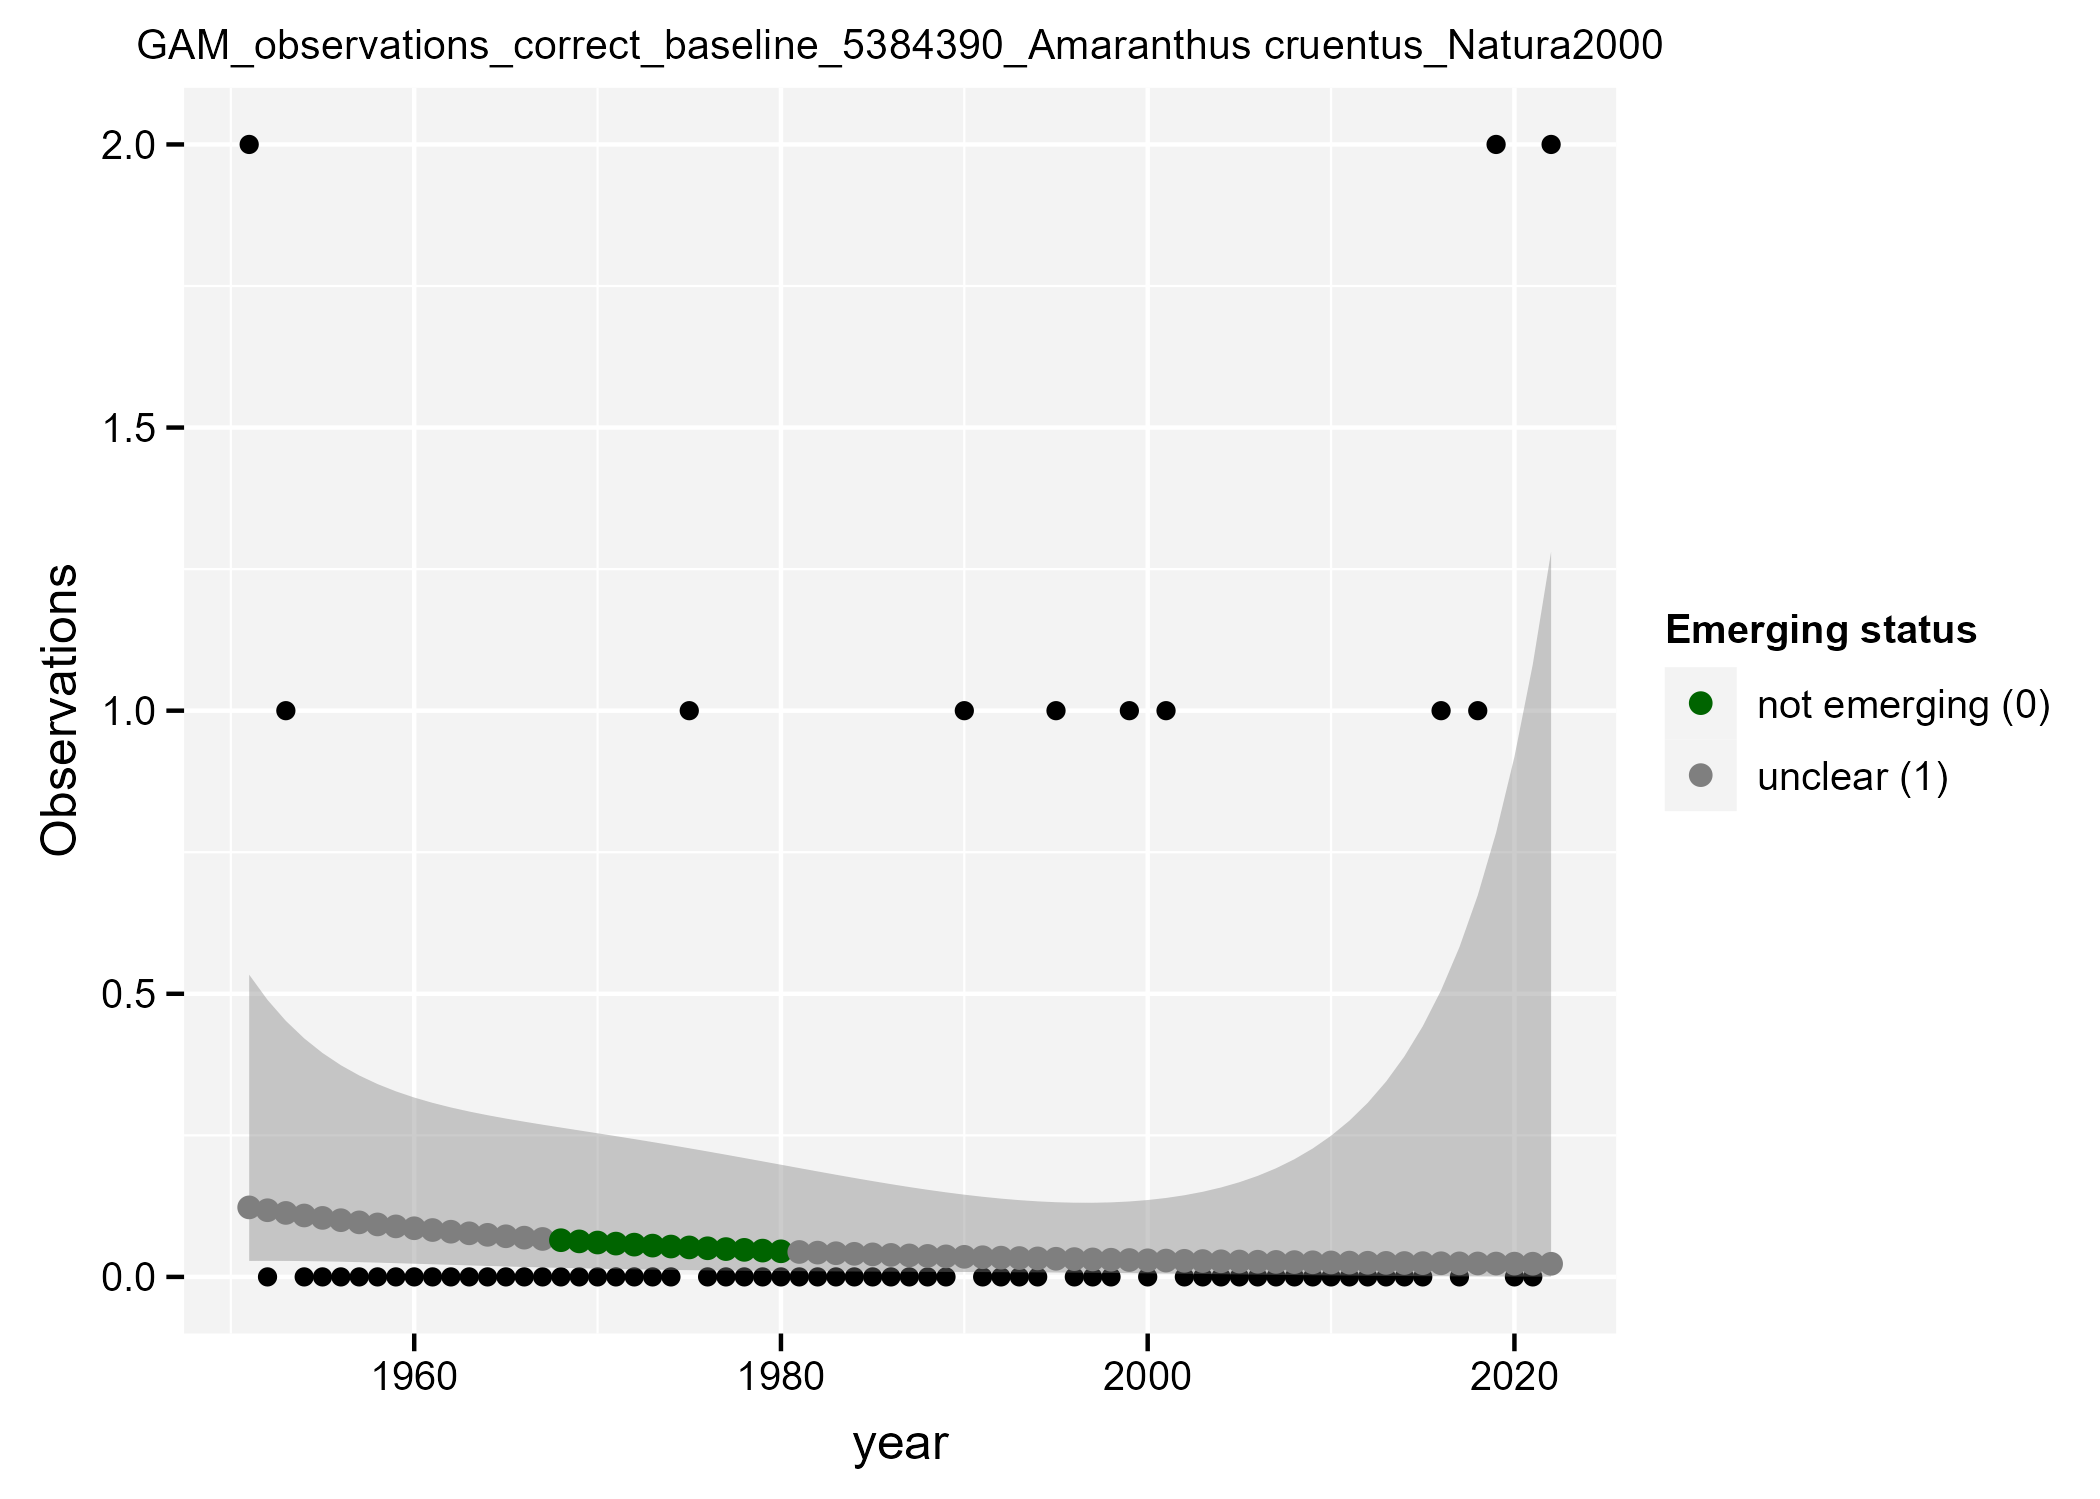 GAM_observations_correct_baseline_5384390_Amaranthus cruentus_Natura2000
2.0
1.5
1.0
0.5
0.0
Observations
1960
1980
2000
2020
year
Emerging status
not emerging (0)
unclear (1)